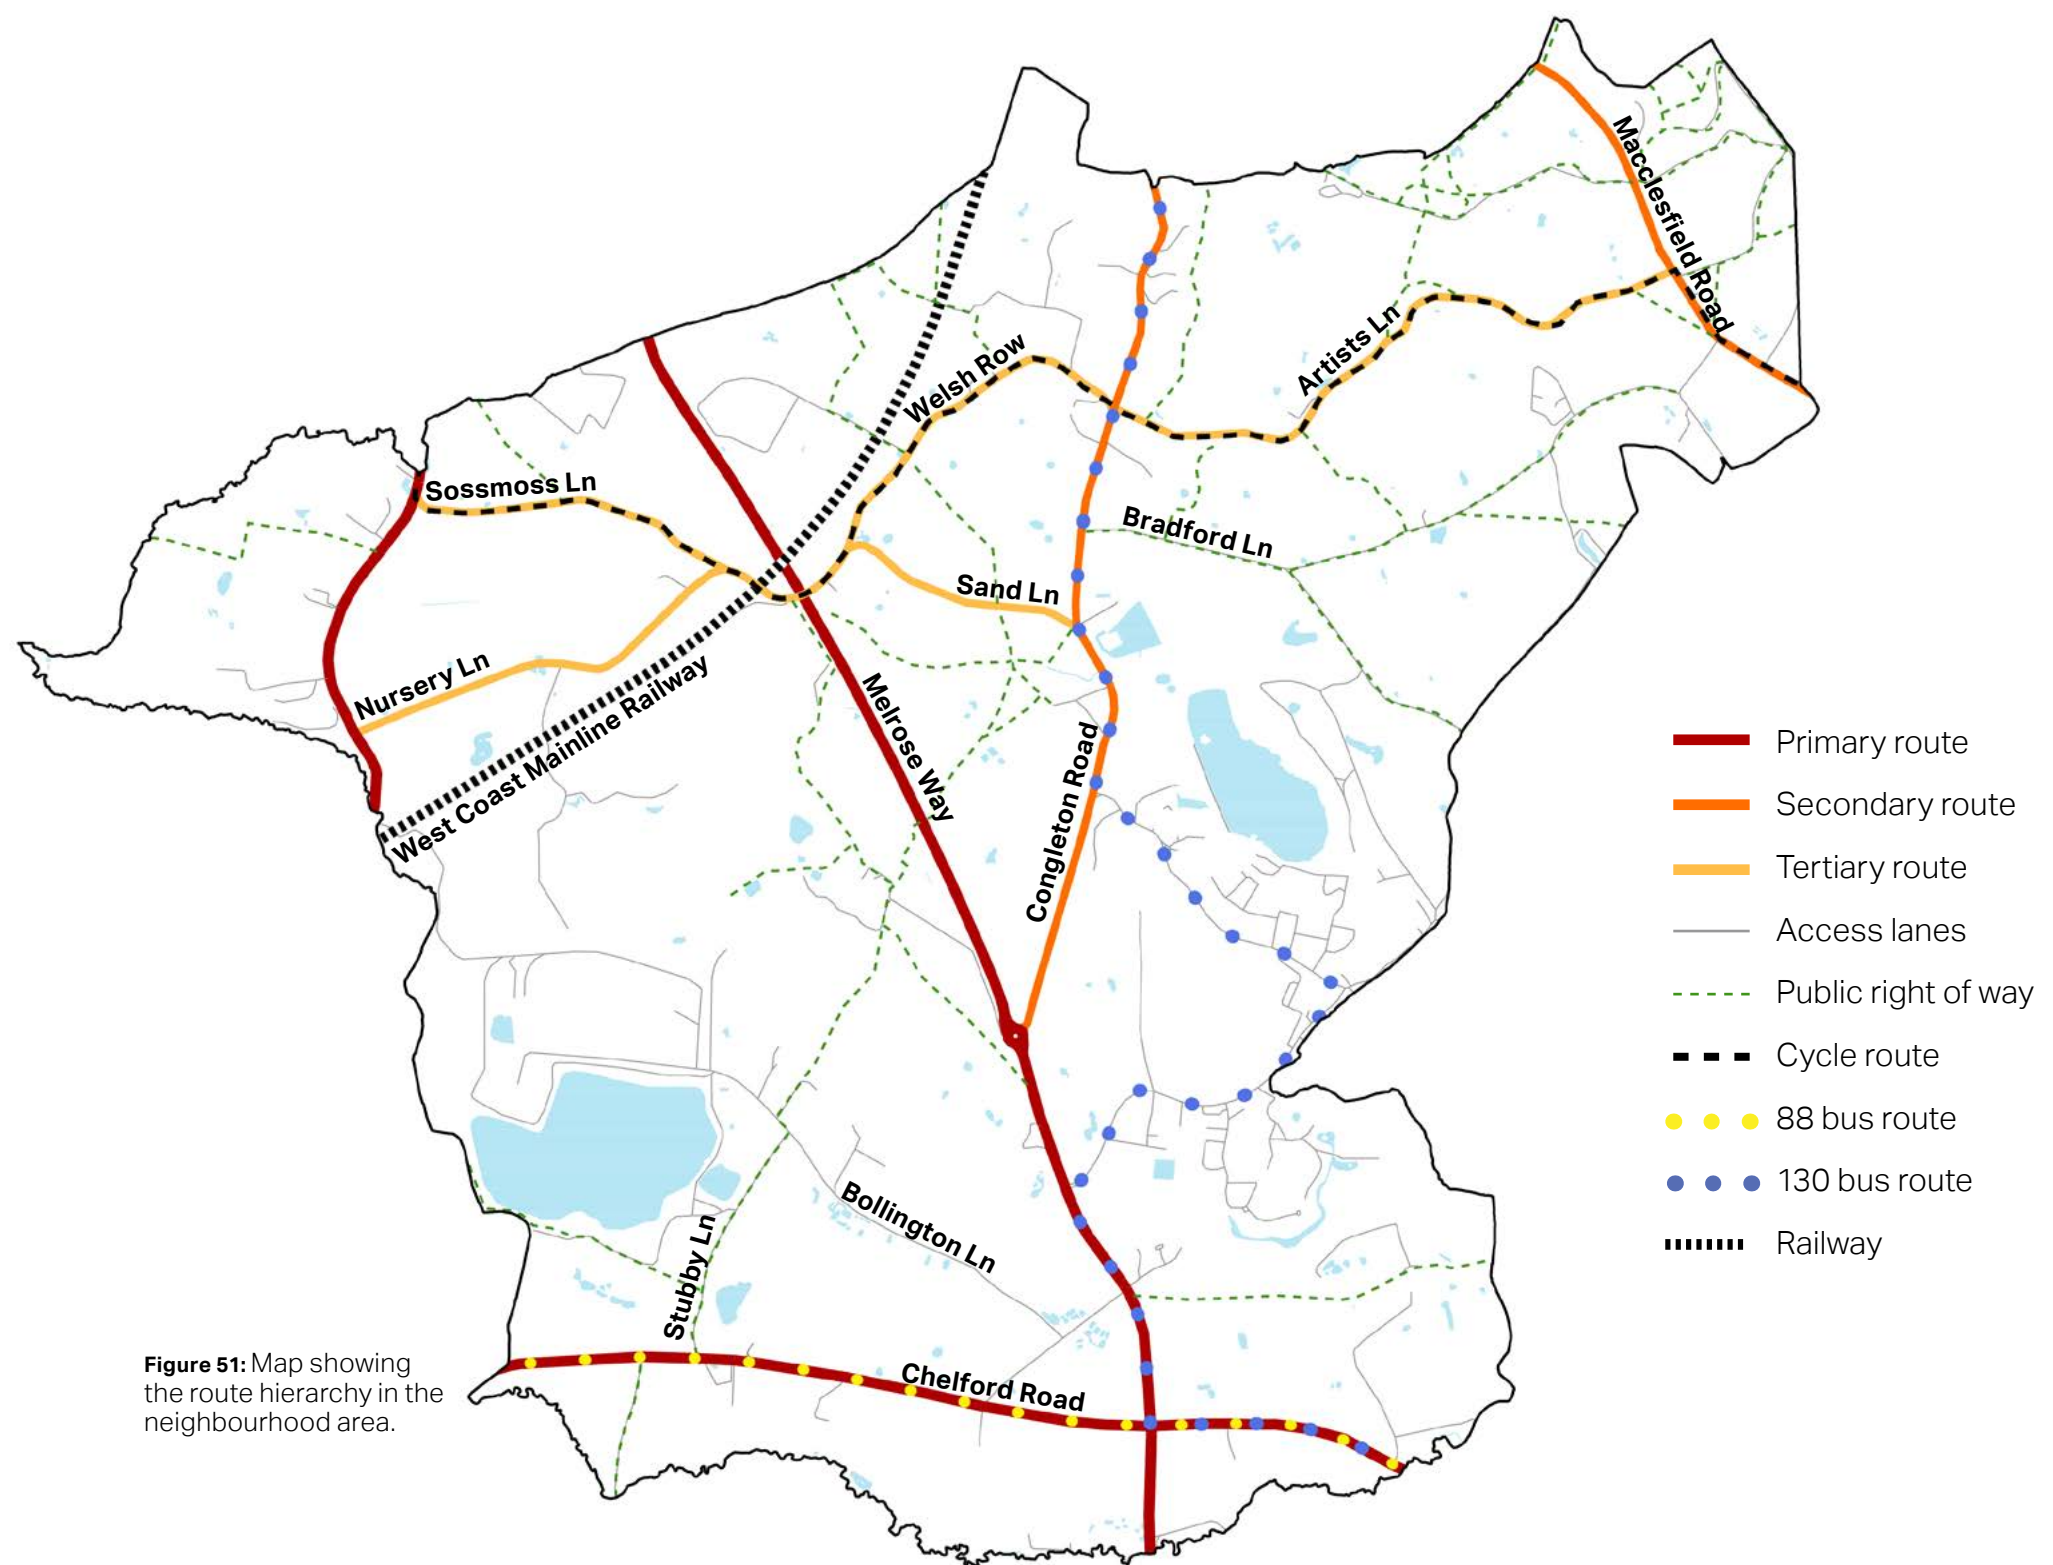 Macclesfield Road
Welsh Row
Artists Ln
Sossmoss Ln
Bradford Ln
Sand Ln
Nursery Ln
West Coast Mainline Railway
Melrose Way
Congleton Road
Bollington Ln
Stubby Ln
Chelford Road
Primary route
Secondary route
Tertiary route
Access lanes
Public right of way
Cycle route
88 bus route
130 bus route
Railway
Figure 51: Map showing
the route hierarchy in the
neighbourhood area.